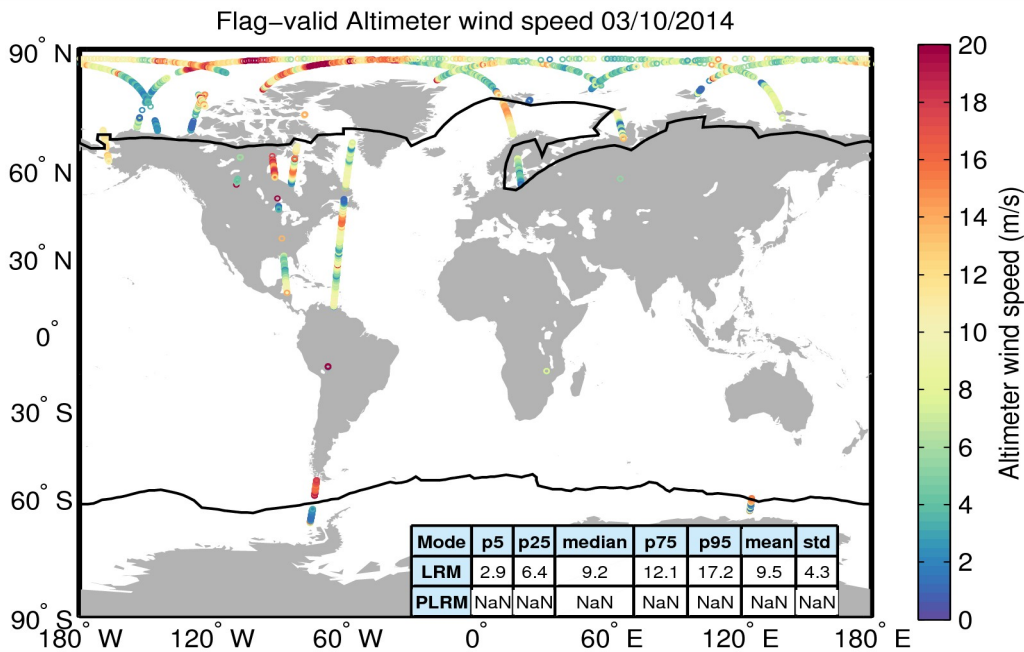 Flag−valid Altimeter wind speed 03/10/2014
90° N
60° N
30° N
0°
30° S
60° S
90° S
180° W 120° W 60° W 0° 60° E 120° E 180° E
Mode p5 p25 median p75 p95 mean std
LRM 2.9 6.4 9.2 12.1 17.2 9.5 4.3
PLRM NaN NaN NaN NaN NaN NaN NaN
20
18
16
14
12
10
8
6
4
2
0
Altimeter wind speed (m/s)